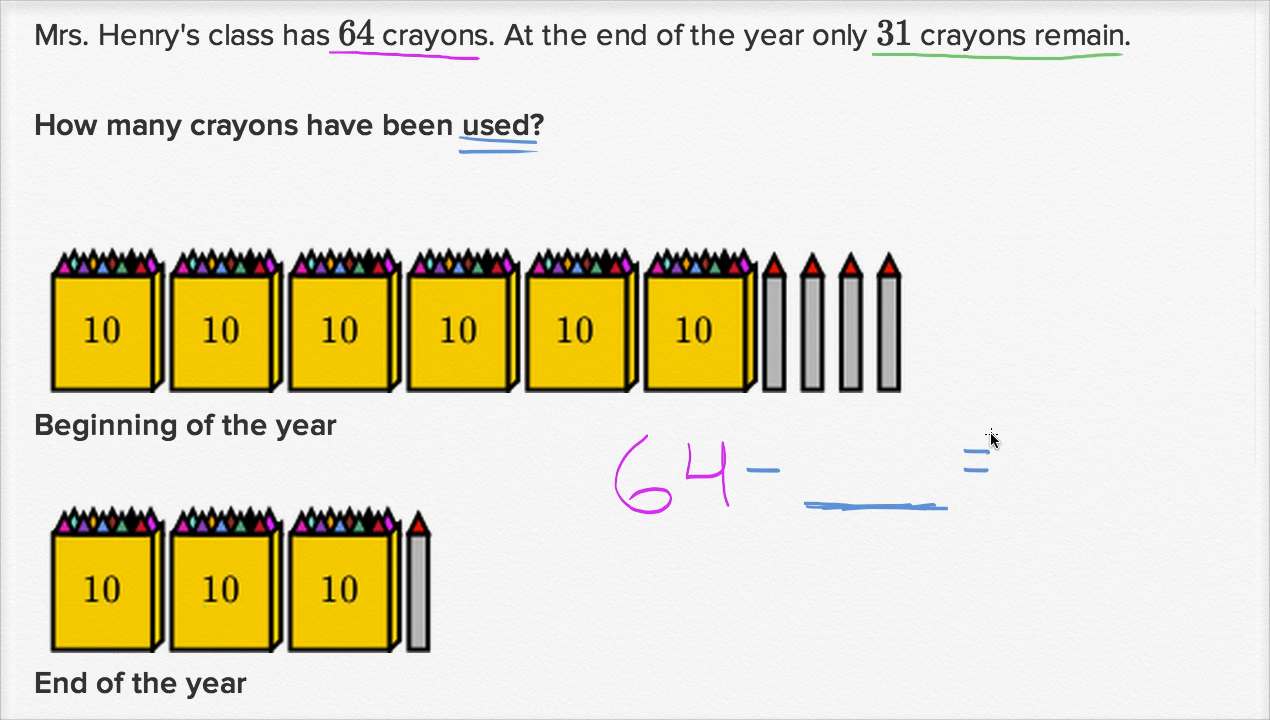 Mrs. Henry's class has 64 crayons. At the end of the year only 31 crayons remain.
How many crayons have been used?
10 10 10 10 10 10
Beginning of the year
64 - ___ =
10 10 10
End of the year